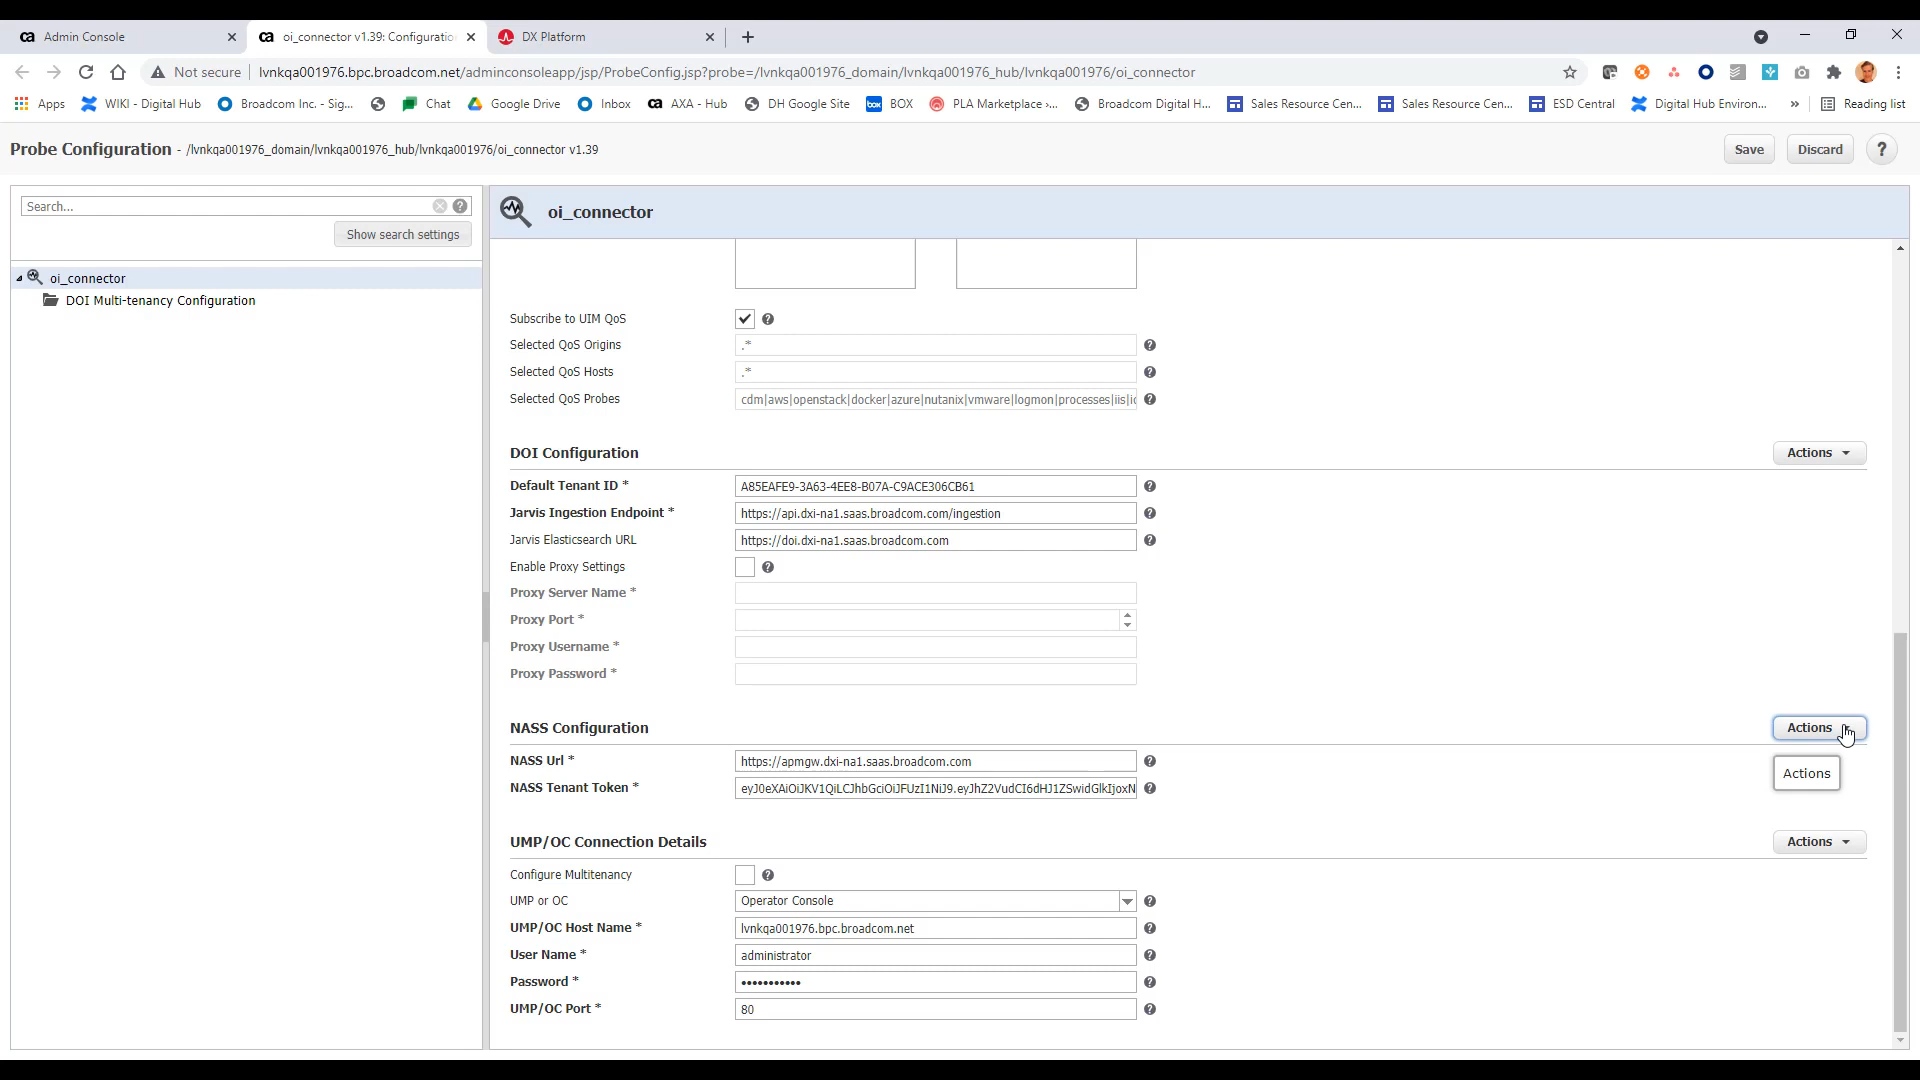 ca Admin Console
ca oi_connector v1.39: Configuratio
DX Platform
Not secure
lvnkqa001976.bpc.broadcom.net/adminconsoleapp/jsp/ProbeConfig.jsp?probe=/lvnkqa001976_domain/lvnkqa001976_hub/lvnkqa001976/oi_connector
Apps
WIKI - Digital Hub
Broadcom Inc. - Sig...
Chat
Google Drive
Inbox
ca AXA - Hub
DH Google Site
box BOX
PLA Marketplace ›...
Broadcom Digital H...
Sales Resource Cen...
Sales Resource Cen...
ESD Central
Digital Hub Environ...
»
Reading list
Probe Configuration - /lvnkqa001976_domain/lvnkqa001976_hub/lvnkqa001976/oi_connector v1.39
Save
Discard
?
Search...
Show search settings
oi_connector
DOI Multi-tenancy Configuration
oi_connector
Subscribe to UIM QoS
Selected QoS Origins
.*
Selected QoS Hosts
.*
Selected QoS Probes
cdm|aws|openstack|docker|azure|nutanix|vmware|logmon|processes|iis|
DOI Configuration
Actions
Default Tenant ID *
A85EAFE9-3A63-4EE8-B07A-C9ACE306CB61
Jarvis Ingestion Endpoint *
https://api.dxi-na1.saas.broadcom.com/ingestion
Jarvis Elasticsearch URL
https://doi.dxi-na1.saas.broadcom.com
Enable Proxy Settings
Proxy Server Name *
Proxy Port *
Proxy Username *
Proxy Password *
NASS Configuration
Actions
NASS Url *
https://apmgw.dxi-na1.saas.broadcom.com
Actions
NASS Tenant Token *
eyJ0eXAiOiJKV1QiLCJhbGciOiJFUzI1NiJ9.eyJhZ2VudCI6dHJ1ZSwidGlkIjoxN
UMP/OC Connection Details
Actions
Configure Multitenancy
UMP or OC
Operator Console
UMP/OC Host Name *
lvnkqa001976.bpc.broadcom.net
User Name *
administrator
Password *
•••••••••••
UMP/OC Port *
80